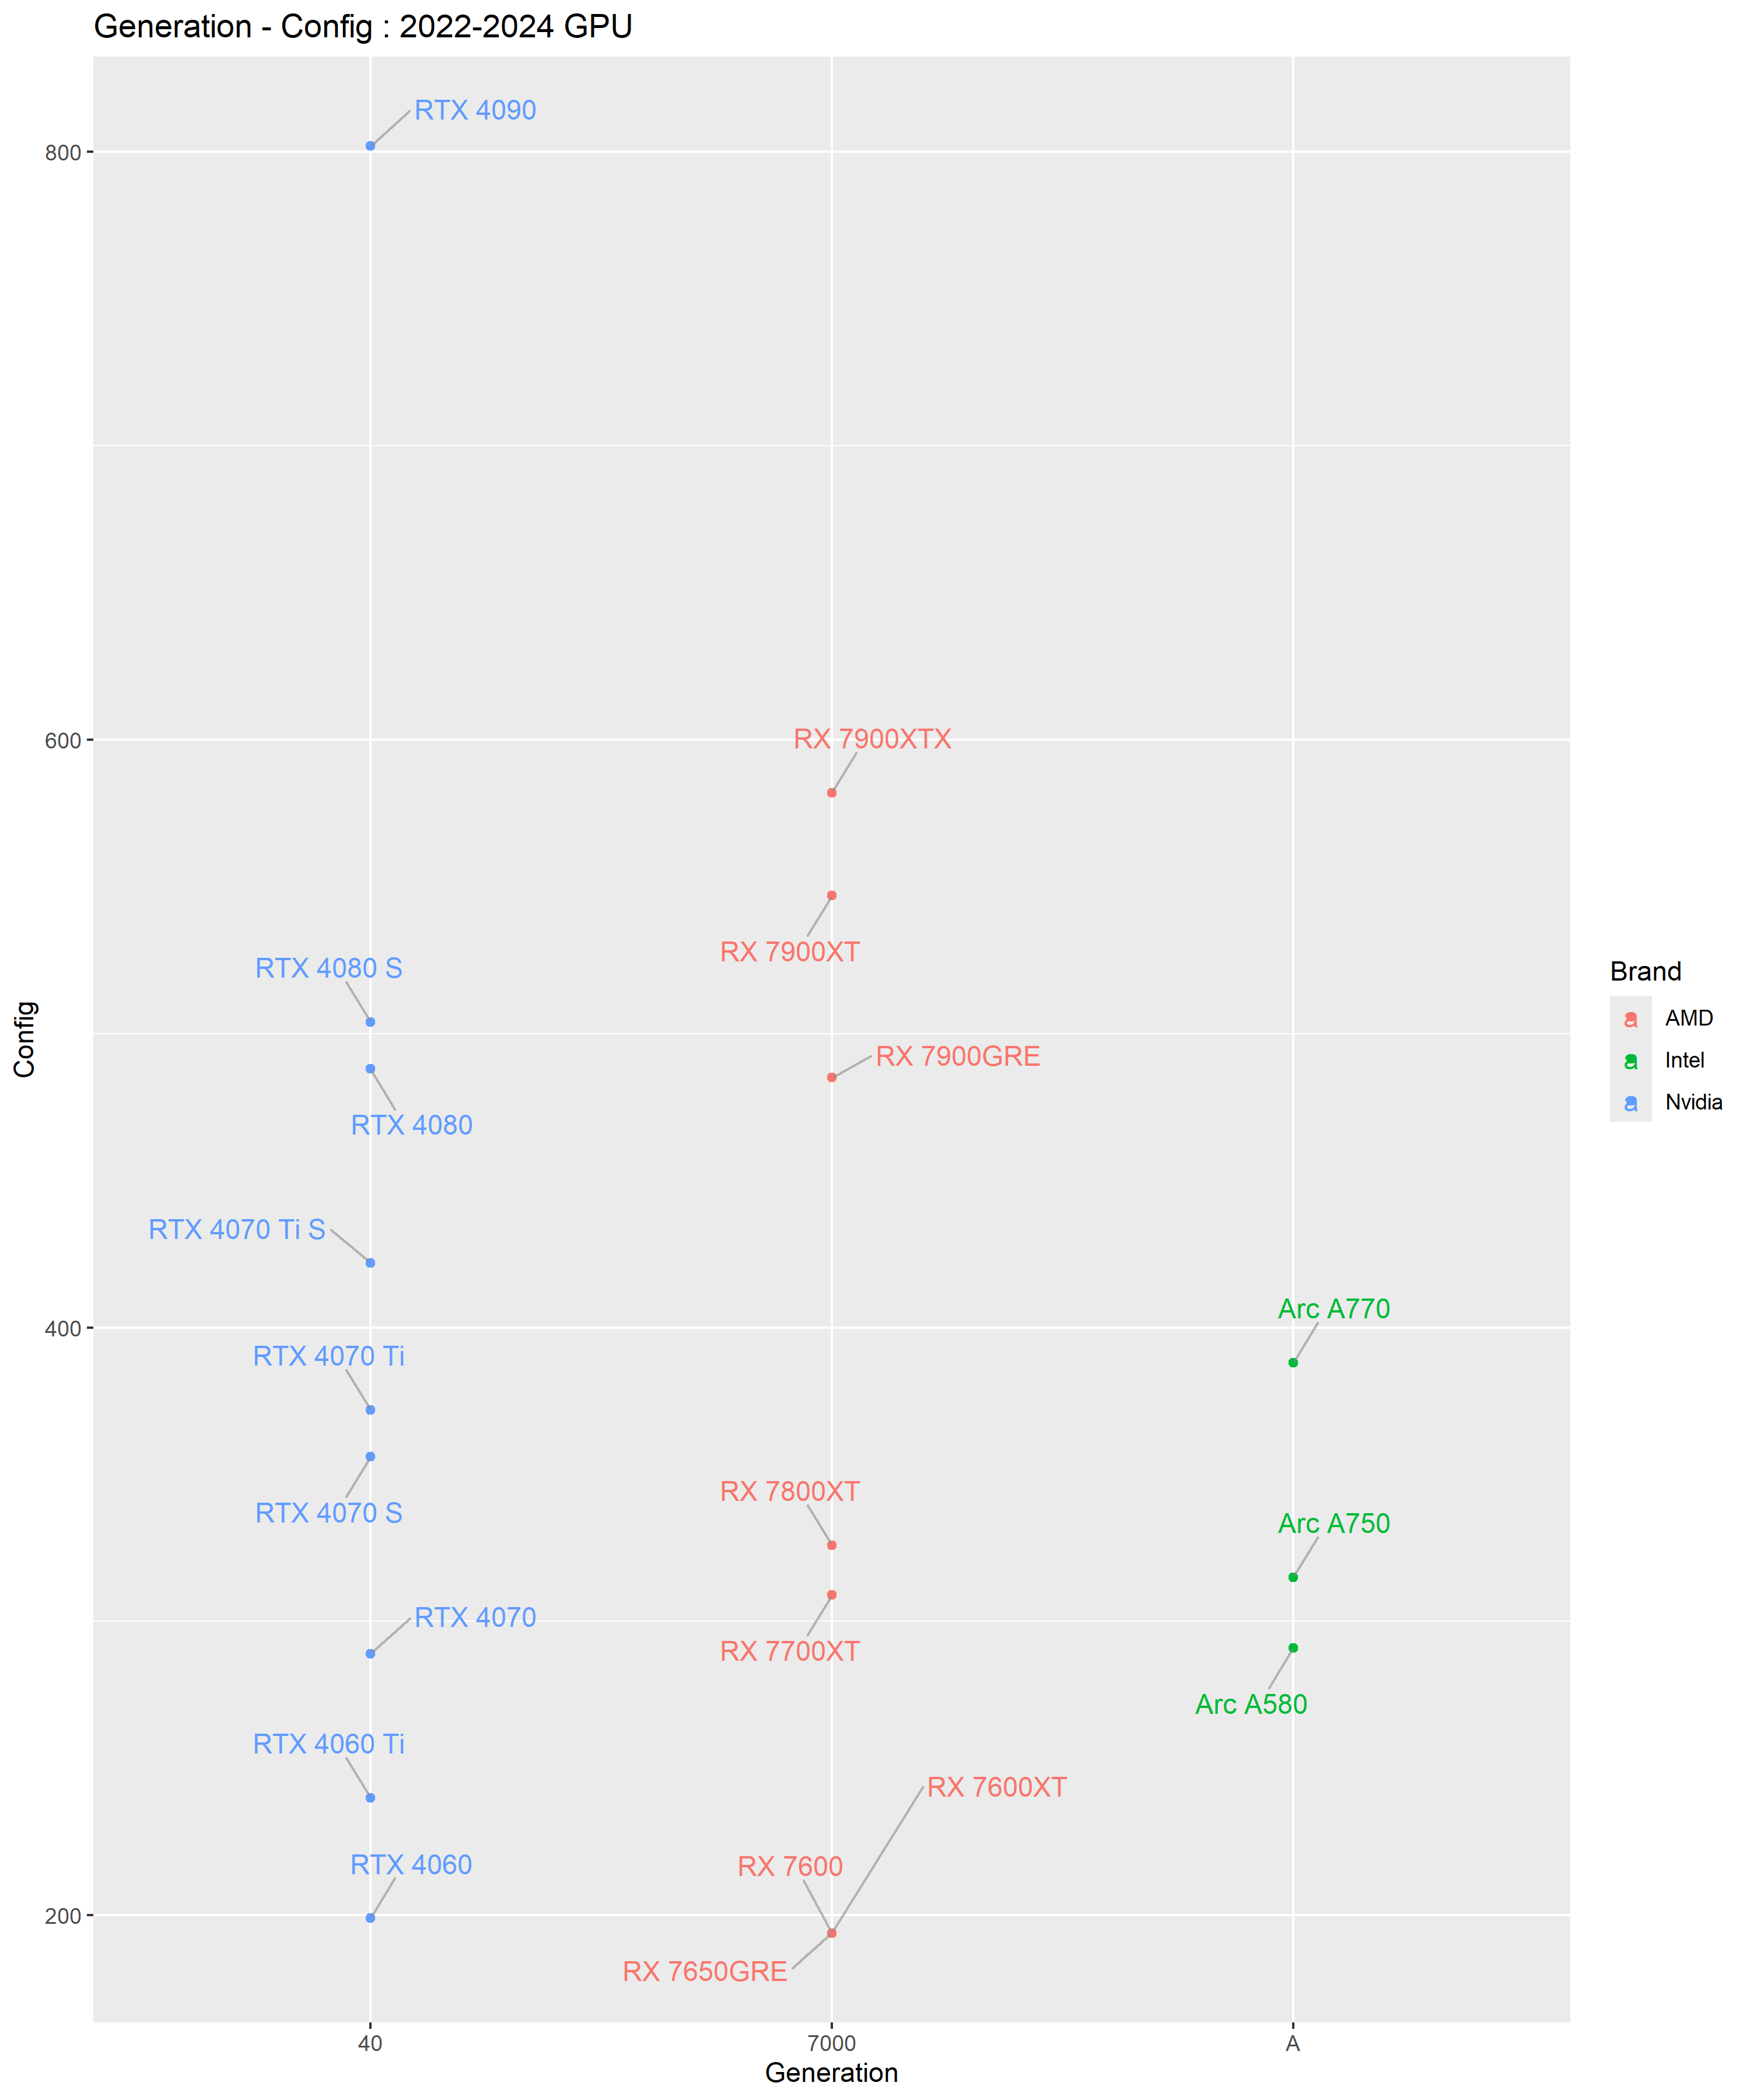 Generation - Config : 2022-2024 GPU
RTX 4090
800
RX 7900XTX
600
RX 7900XT
RTX 4080 S
Brand
Config
a AMD
RX 7900GRE
a Intel
a Nvidia
RTX 4080
RTX 4070 Ti S
Arc A770
400
RTX 4070 Ti
RX 7800XT
RTX 4070 S
Arc A750
RTX 4070
RX 7700XT
Arc A580
RTX 4060 Ti
RX 7600XT
RTX 4060
RX 7600
200
RX 7650GRE
40 7000 A
Generation